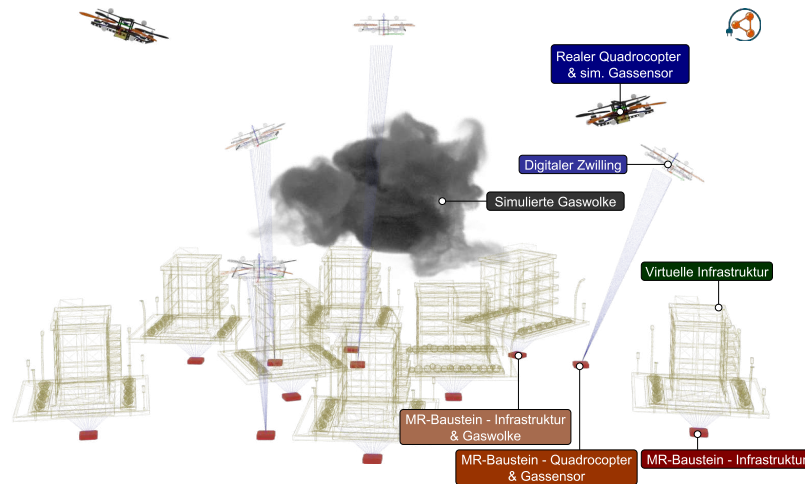 Realer Quadrocopter
& sim. Gassensor
Digitaler Zwilling
Simulierte Gaswolke
Virtuelle Infrastruktur
MR-Baustein - Infrastruktur
& Gaswolke
MR-Baustein - Quadrocopter
& Gassensor
MR-Baustein - Infrastruktur